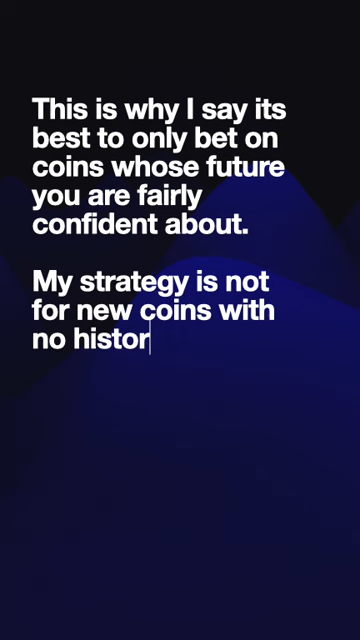 This is why I say its
best to only bet on
coins whose future
you are fairly
confident about.
My strategy is not
for new coins with
no histor